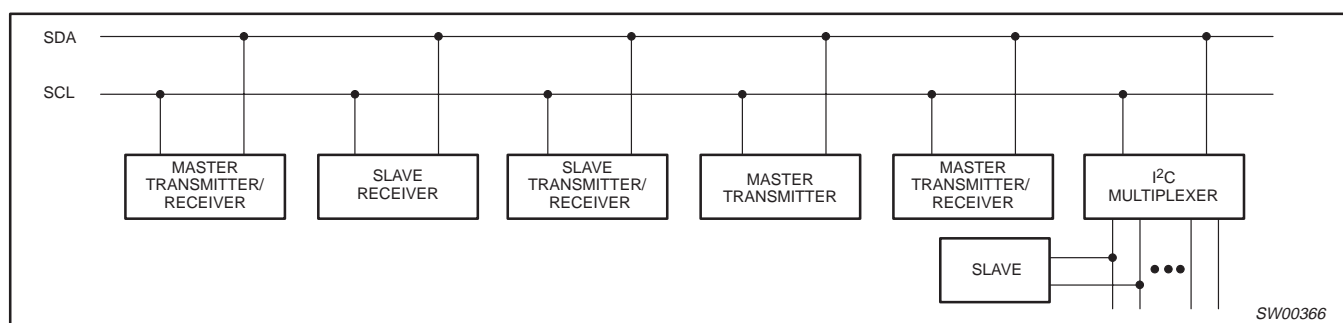 SDA
SCL
MASTER
TRANSMITTER/
RECEIVER
SLAVE
RECEIVER
SLAVE
TRANSMITTER/
RECEIVER
MASTER
TRANSMITTER
MASTER
TRANSMITTER/
RECEIVER
I²C
MULTIPLEXER
SLAVE
SW00366